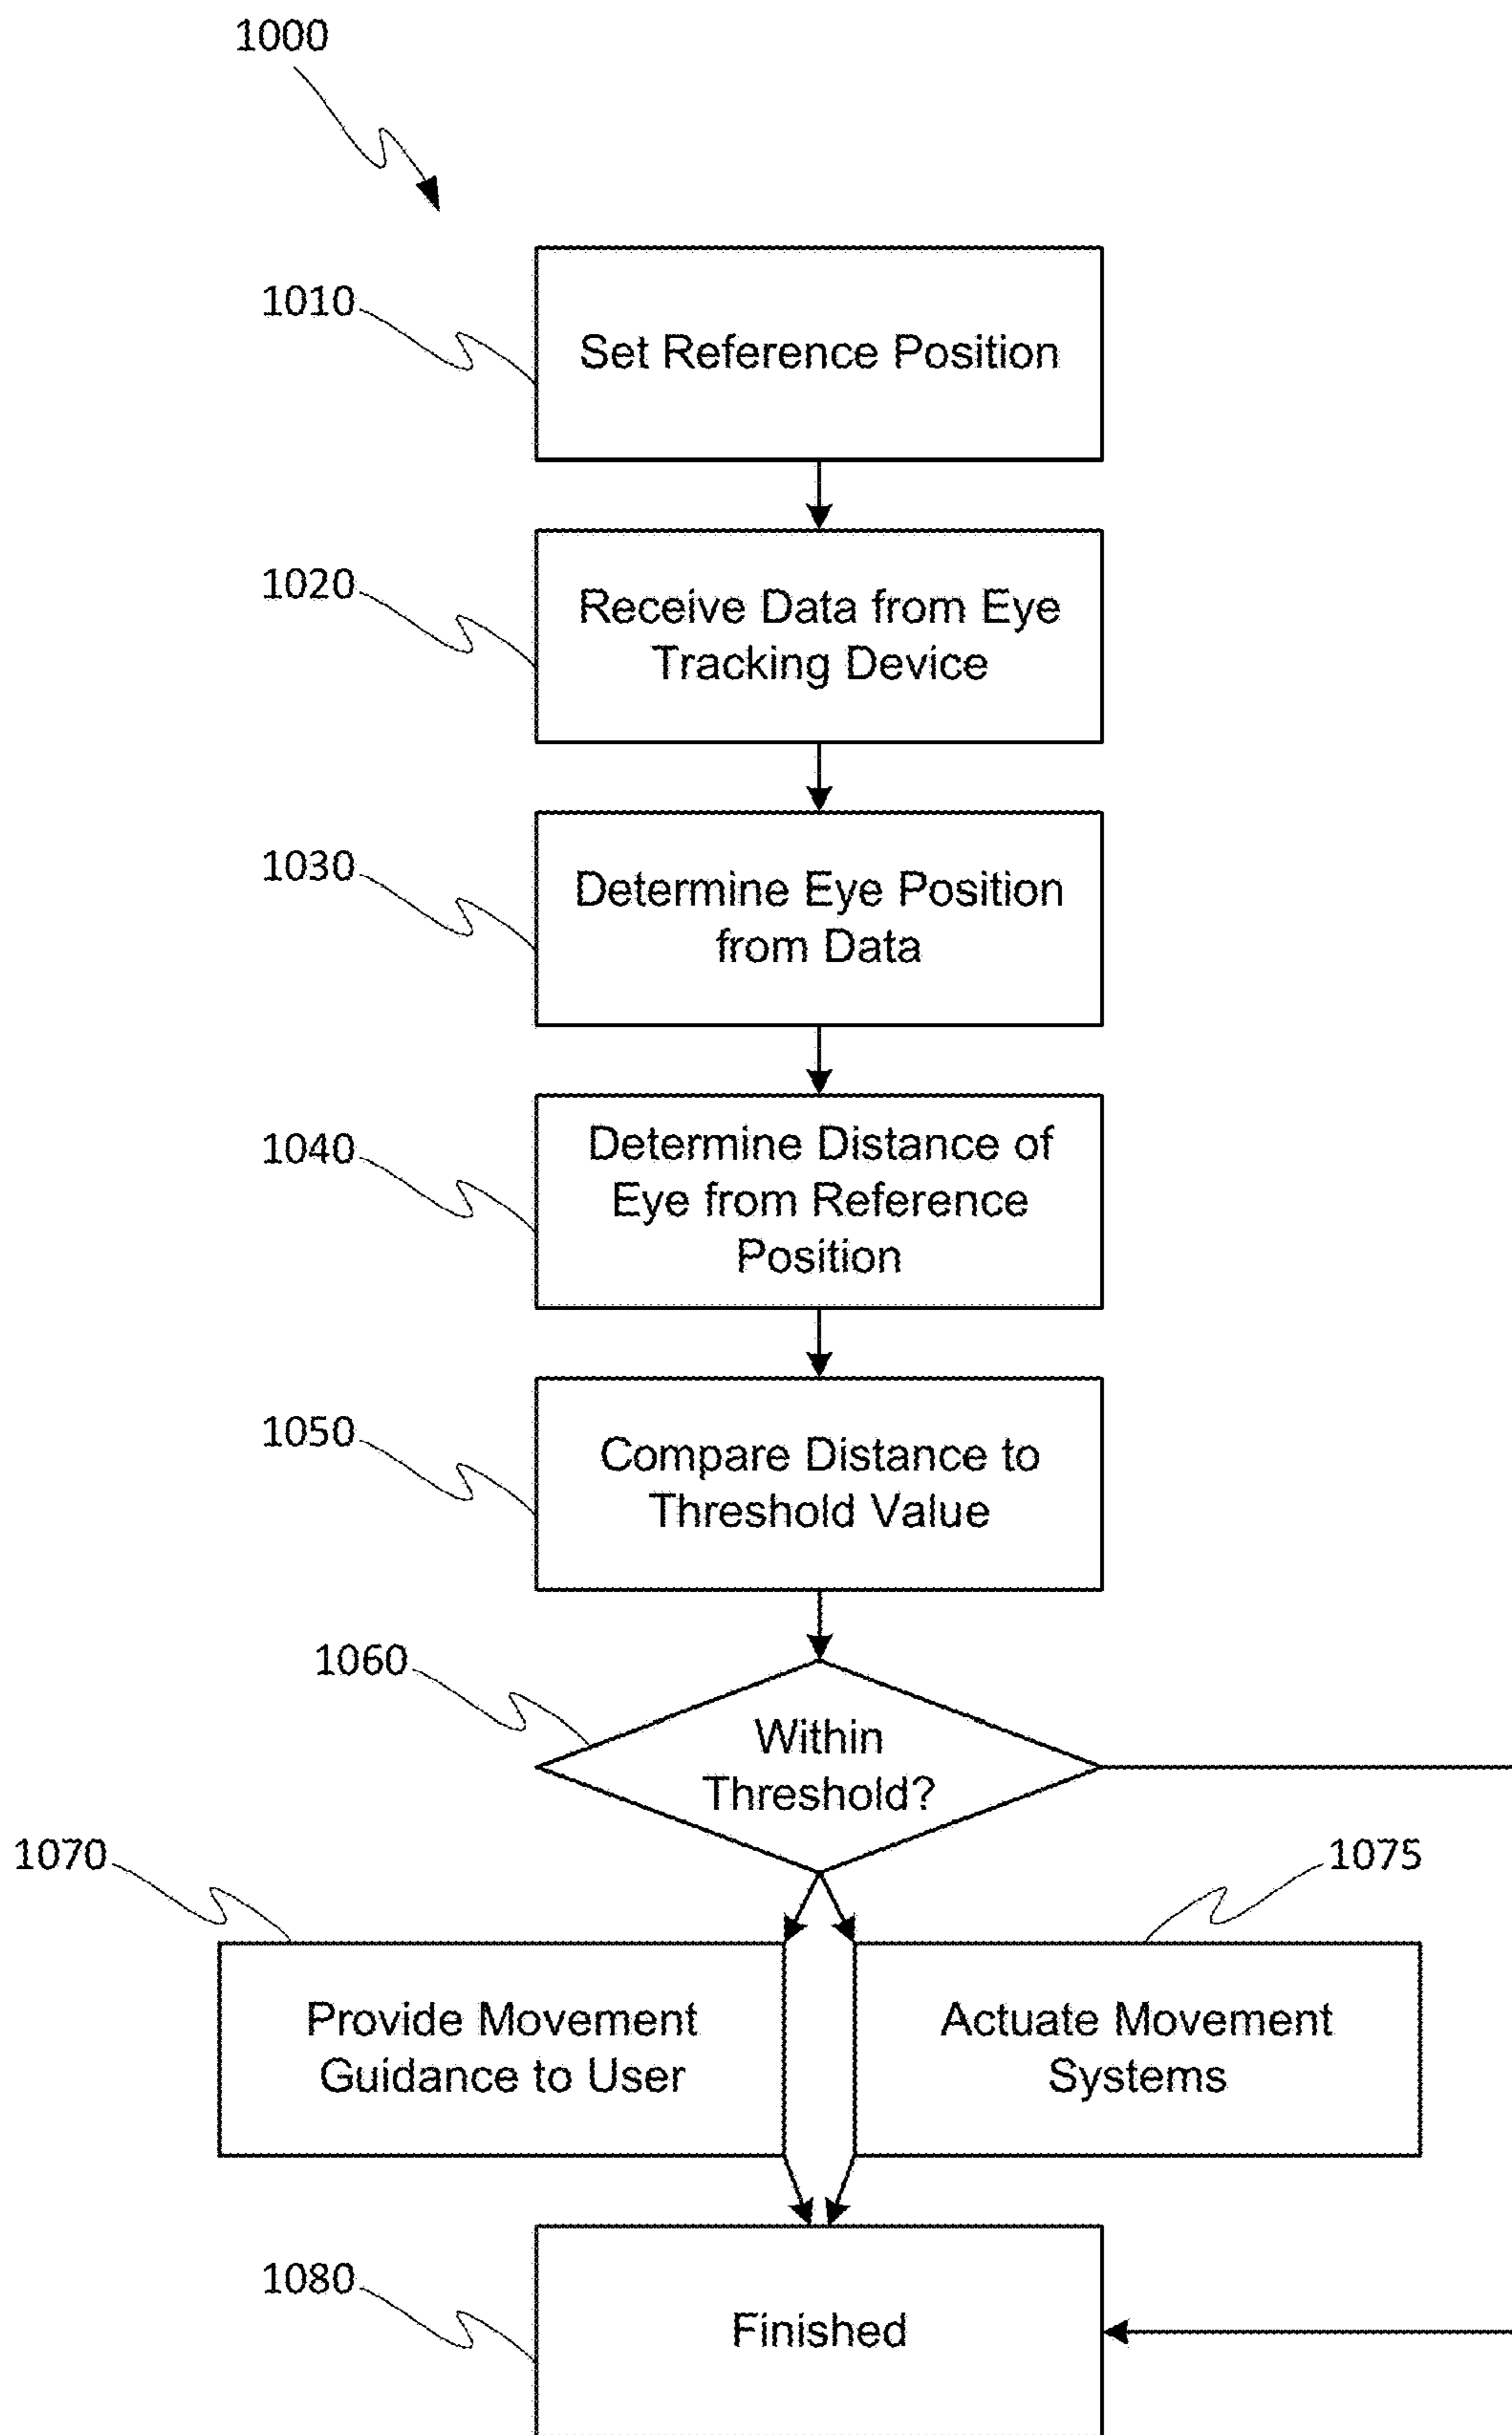 1000
1010
Set Reference Position
1020
Receive Data from Eye
Tracking Device
1030
Determine Eye Position
from Data
1040
Determine Distance of
Eye from Reference
Position
1050
Compare Distance to
Threshold Value
1060
Within
Threshold?
1070
1075
Provide Movement
Guidance to User
Actuate Movement
Systems
1080
Finished